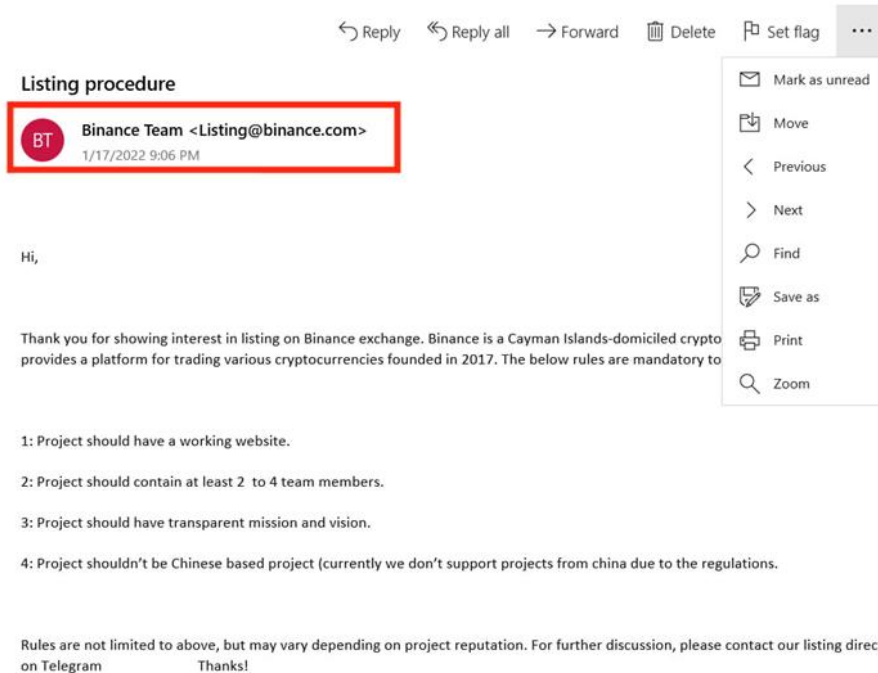 Reply Reply all Forward Delete Set flag ...
Listing procedure
Mark as unread
BT
Binance Team <Listing@binance.com>
1/17/2022 9:06 PM
Move
Previous
Next
Hi,
Find
Save as
Thank you for showing interest in listing on Binance exchange. Binance is a Cayman Islands-domiciled crypto
Print
provides a platform for trading various cryptocurrencies founded in 2017. The below rules are mandatory to
Zoom
1: Project should have a working website.
2: Project should contain at least 2 to 4 team members.
3: Project should have transparent mission and vision.
4: Project shouldn't be Chinese based project (currently we don't support projects from china due to the regulations.
Rules are not limited to above, but may vary depending on project reputation. For further discussion, please contact our listing direc
on Telegram Thanks!